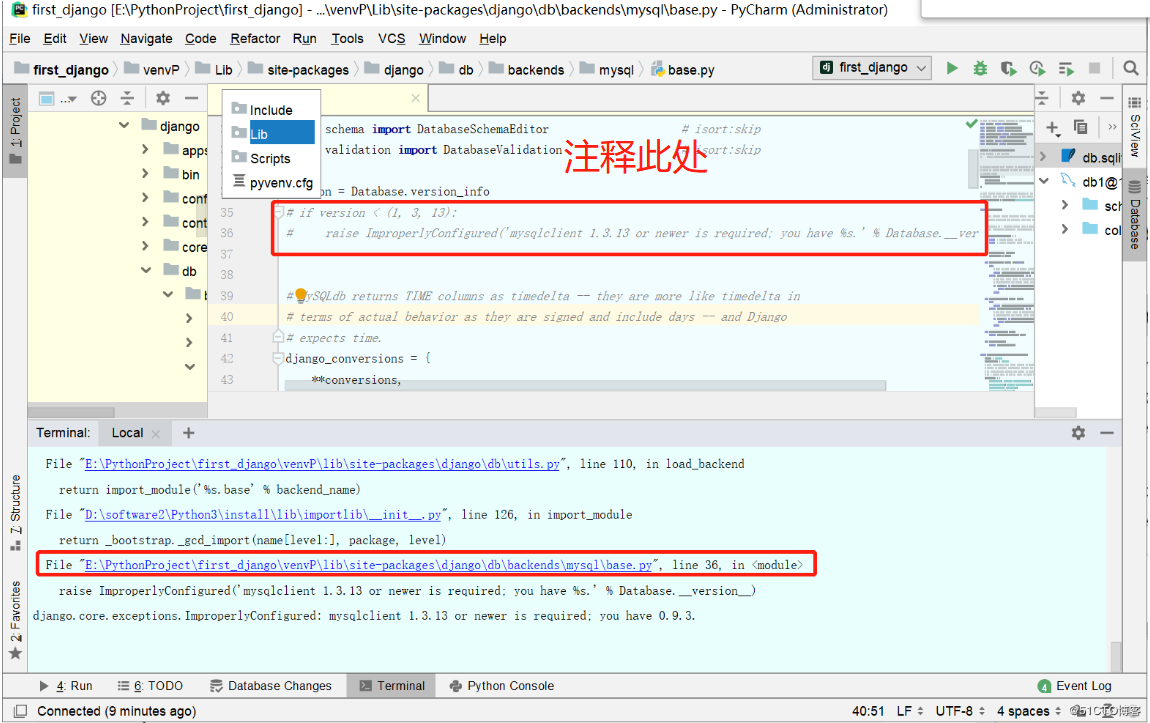 first_django [E:\PythonProject\first_django] - ...\venvP\Lib\site-packages\django\db\backends\mysql\base.py - PyCharm (Administrator)
File Edit View Navigate Code Refactor Run Tools VCS Window Help
first_django venvP Lib site-packages django db backends mysql base.py first_django
1: Project
...
Include
Lib
Scripts
pyvenv.cfg
django
apps
bin
conf
cont
core
db
schema import DatabaseSchemaEditor # isort:skip
validation import DatabaseValidation # isort:skip
注释此处
on = Database.version_info
35 # if version < (1, 3, 13):
36 # raise ImproperlyConfigured('mysqlclient 1.3.13 or newer is required; you have %s.' % Database.__ver
37
38
39 # MySQLdb returns TIME columns as timedelta -- they are more like timedelta in
40 # terms of actual behavior as they are signed and include days -- and Django
41 # expects time.
42 django_conversions = {
43 **conversions,
db.sqli
db1@1
sch
col
SciView
Database
Terminal: Local
File "E:\PythonProject\first_django\venvP\lib\site-packages\django\db\utils.py", line 110, in load_backend
return import_module('%s.base' % backend_name)
File "D:\software2\Python3\install\lib\importlib\__init__.py", line 126, in import_module
return _bootstrap._gcd_import(name[level:], package, level)
File "E:\PythonProject\first_django\venvP\lib\site-packages\django\db\backends\mysql\base.py", line 36, in <module>
raise ImproperlyConfigured('mysqlclient 1.3.13 or newer is required; you have %s.' % Database.__version__)
django.core.exceptions.ImproperlyConfigured: mysqlclient 1.3.13 or newer is required; you have 0.9.3.
7: Structure
2: Favorites
4: Run 6: TODO Database Changes Terminal Python Console 4 Event Log
Connected (9 minutes ago) 40:51 LF UTF-8 4 spaces
@51CTO博客